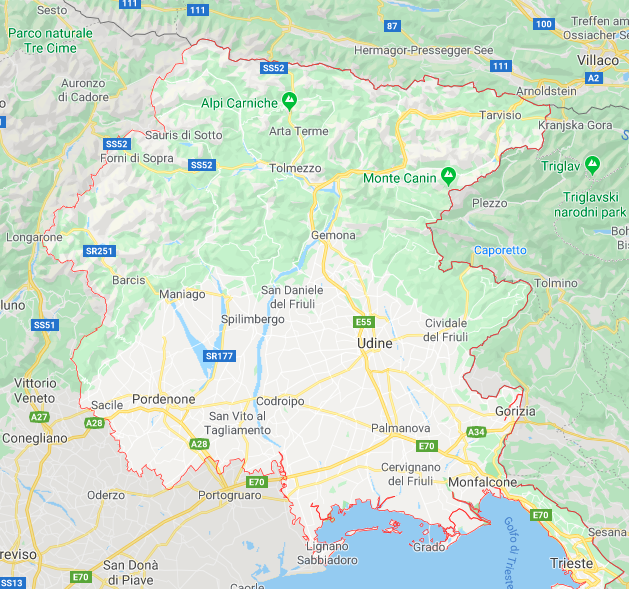 Sesto
111
111
87
100
Treffen am
Ossiacher See
Parco naturale
Tre Cime
Hermagor-Pressegger See
Villaco
SS52
111
A2
Auronzo
di Cadore
Arnoldstein
Alpi Carniche
Tarvisio
Kranjska Gora
Arta Terme
Sauris di Sotto
SS52
Forni di Sopra
SS52
Tolmezzo
Monte Canin
Triglav
Triglavski
narodni park
Plezzo
Longarone
Gemona
SR251
Caporetto
Barcis
Tolmino
San Daniele
del Friuli
Maniago
Spilimbergo
SS51
E55
Cividale
del Friuli
Udine
SR177
Vittorio
Veneto
Pordenone
Codroipo
Sacile
A27
A28
San Vito al
Tagliamento
Gorizia
Palmanova
A34
Conegliano
A28
E70
Cervignano
del Friuli
Monfalcone
E70
Oderzo
Portogruaro
E70
Golfo di Trieste
Sesana
Lignano
Sabbiadoro
Grado
Trieste
San Donà
di Piave
E70
SS13
Caorle